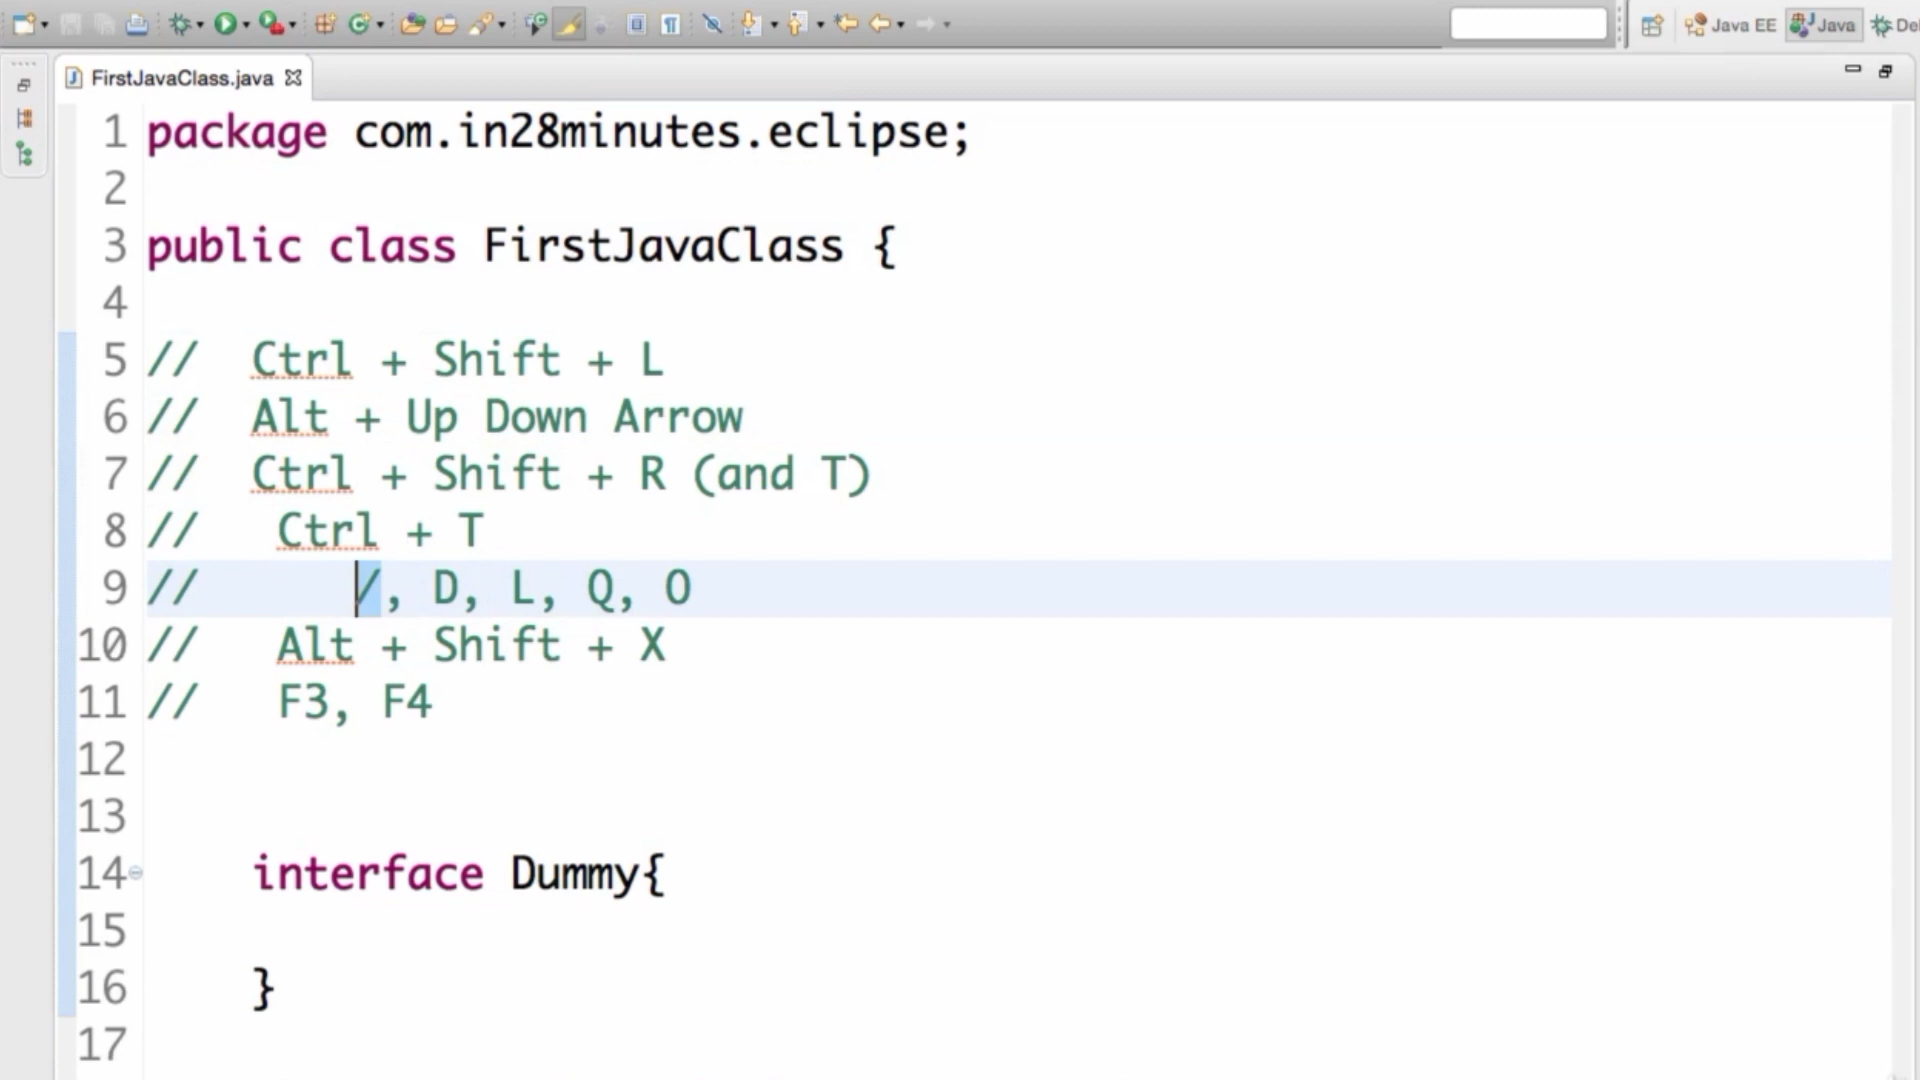 Java EE
Java
De
FirstJavaClass.java
1 package com.in28minutes.eclipse;
2
3 public class FirstJavaClass {
4
5 //  Ctrl + Shift + L
6 //  Alt + Up Down Arrow
7 //  Ctrl + Shift + R (and T)
8 //   Ctrl + T
9 //      /, D, L, Q, O
10 //   Alt + Shift + X
11 //   F3, F4
12
13
14     interface Dummy{
15
16     }
17